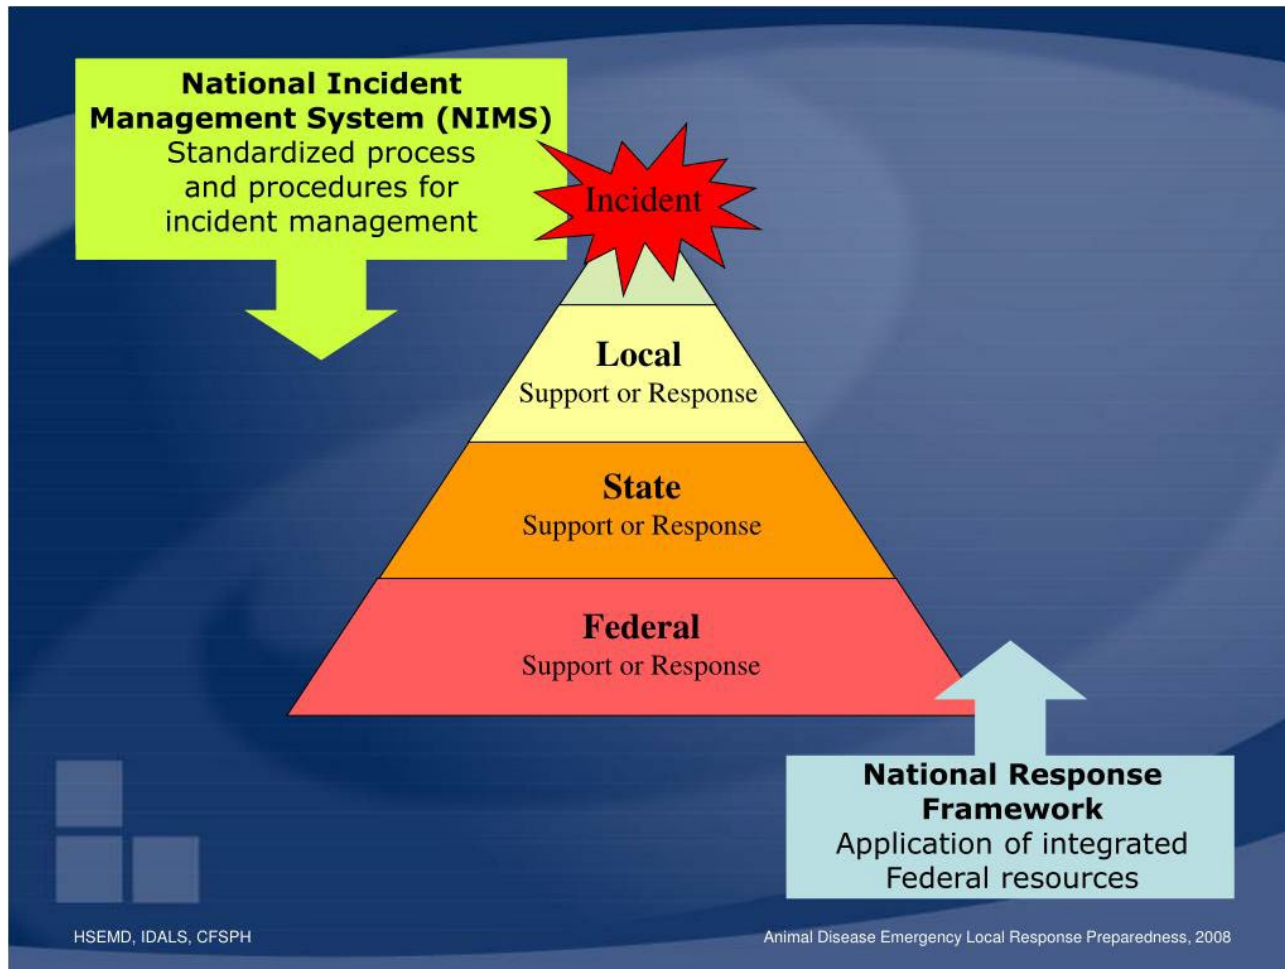 National Incident
Management System (NIMS)
Standardized process
and procedures for
incident management
Incident
Local
Support or Response
State
Support or Response
Federal
Support or Response
National Response
Framework
Application of integrated
Federal resources
HSEMD, IDALS, CFSPH
Animal Disease Emergency Local Response Preparedness, 2008